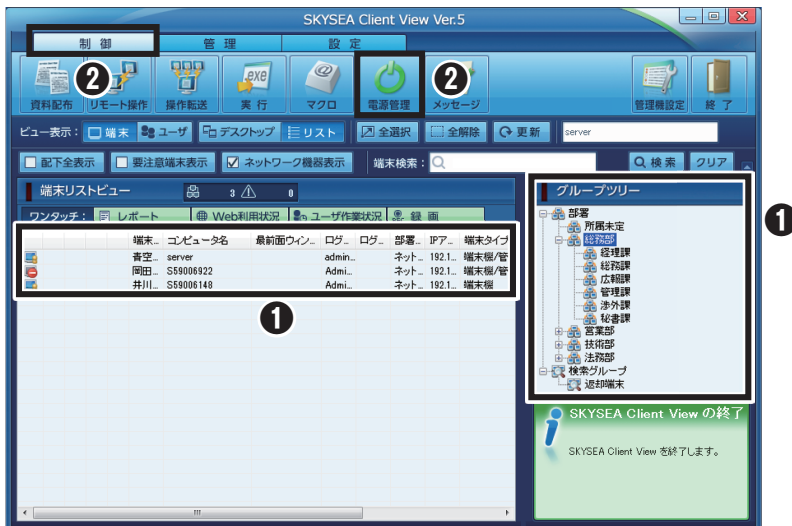 SKYSEA Client View Ver.5
制御 管理 設定
❷ ❷
資料配布 リモート操作 操作転送 実行 マクロ 電源管理 メッセージ 管理機設定 終了
ビュー表示： 端末 ユーザ デスクトップ リスト 全選択 全解除 更新 server
配下全表示 要注意端末表示 ネットワーク機器表示 端末検索： 検索 クリア
端末リストビュー 3 0
ワンタッチ： レポート Web利用状況 ユーザ作業状況 録画
端末... コンピュータ名 最前面ウィン... ログ... ログ... 部署... IPア... 端末タイプ
青空... server admin... ネット... 192.1... 端末機/管
岡田... S59006922 Admi... ネット... 192.1... 端末機/管
井川... S59006148 Admi... ネット... 192.1... 端末機
❶
グループツリー
❶
部署
所属未定
総務部
経理課
総務課
広報課
管理課
渉外課
秘書課
営業部
技術部
法務部
検索グループ
返却端末
SKYSEA Client View の終了
SKYSEA Client View を終了します。